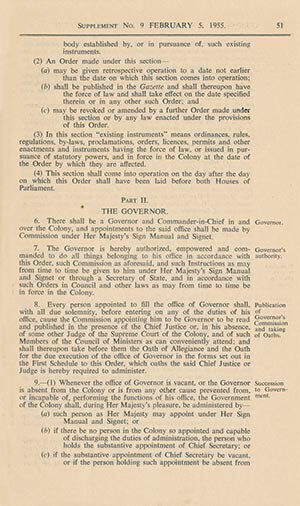 SUPPLEMENT No. 9 FEBRUARY 5, 1955. 51
body established by, or in pursuance of, such existing
instruments.
(2) An Order made under this section—
(a) may be given retrospective operation to a date not earlier
than the date on which this section comes into operation;
(b) shall be published in the Gazette and shall thereupon have
the force of law and shall take effect on the date specified
therein or in any other such Order; and
(c) may be revoked or amended by a further Order made under
this section or by any law enacted under the provisions
of this Order.
(3) In this section "existing instruments" means ordinances, rules,
regulations, by-laws, proclamations, orders, licences, permits and other
enactments and instruments having the force of law, or issued in pur-
suance of statutory powers, and in force in the Colony at the date of
the Order by which they are affected.
(4) This section shall come into operation on the day after the day
on which this Order shall have been laid before both Houses of
Parliament.
PART II.
THE GOVERNOR.
6. There shall be a Governor and Commander-in-Chief in and
over the Colony, and appointments to the said office shall be made by
Commission under Her Majesty's Sign Manual and Signet.
Governor.
7. The Governor is hereby authorized, empowered and com-
manded to do all things belonging to his office in accordance with
this Order, such Commission as aforesaid, and such Instructions as may
from time to time be given to him under Her Majesty's Sign Manual
and Signet or through a Secretary of State, and in accordance with
such Orders in Council and other laws as may from time to time be
in force in the Colony.
Governor's
authority.
8. Every person appointed to fill the office of Governor shall,
with all due solemnity, before entering on any of the duties of his
office, cause the Commission appointing him to be Governor to be read
and published in the presence of the Chief Justice or, in his absence,
of some other Judge of the Supreme Court of the Colony, and of such
Members of the Council of Ministers as can conveniently attend; and
shall thereupon take before them the Oath of Allegiance and the Oath
for the due execution of the office of Governor in the forms set out in
the First Schedule to this Order, which oaths the said Chief Justice or
Judge is hereby required to administer.
Publication
of
Governor's
Commission
and taking
of Oaths.
9.—(1) Whenever the office of Governor is vacant, or the Governor
is absent from the Colony or is from any other cause prevented from,
or incapable of, performing the functions of his office, the Government
of the Colony shall, during Her Majesty's pleasure, be administered by—
Succession
to Govern-
ment.
(a) such person as Her Majesty may appoint under Her Sign
Manual and Signet; or
(b) if there be no person in the Colony so appointed and capable
of discharging the duties of administration, the person who
holds the substantive appointment of Chief Secretary; or
(c) if the substantive appointment of Chief Secretary be vacant,
or if the person holding such appointment be absent from